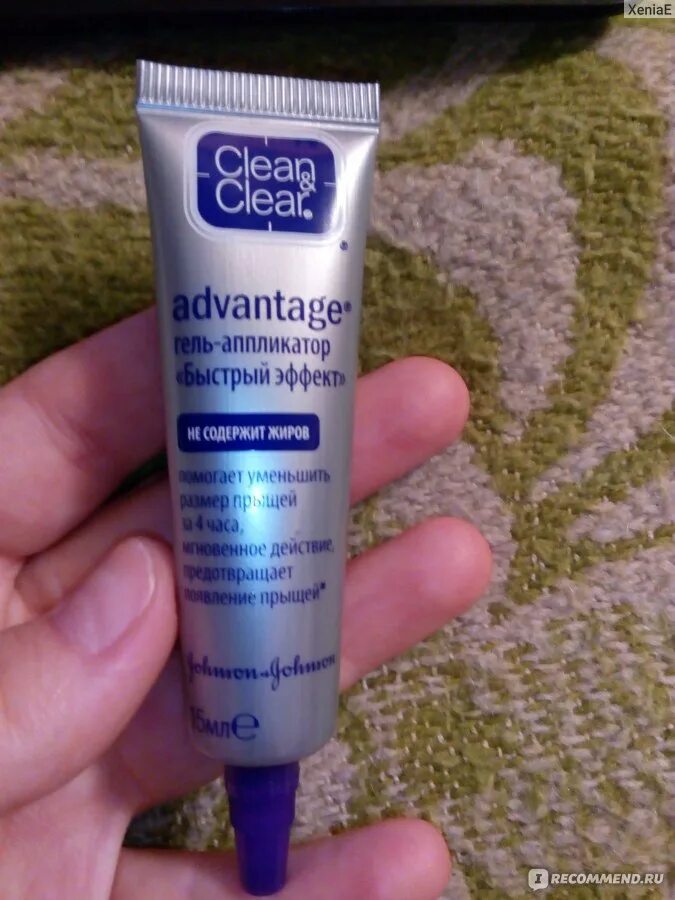 XeniaE
Clean
&
Clear®
advantage®
гель-аппликатор
«Быстрый эффект»
НЕ СОДЕРЖИТ ЖИРОВ
помогает уменьшить
размер прыщей
за 4 часа,
мгновенное действие,
предотвращает
появление прыщей*
Johnson & Johnson
15мл ℮
IRECOMMEND.RU